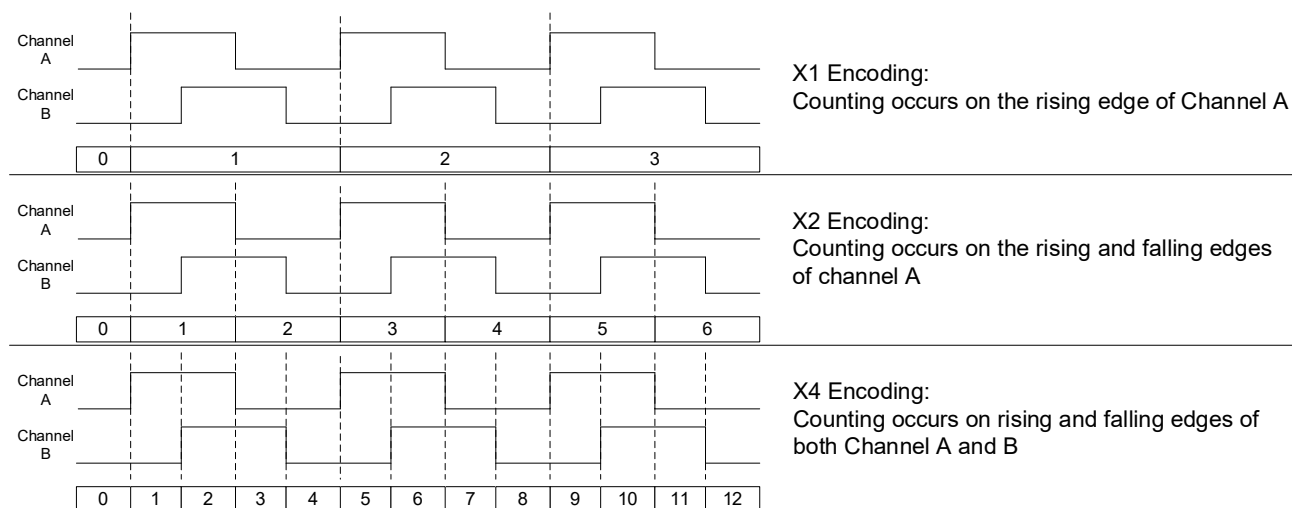 Channel
A
Channel
B
0 1 2 3
X1 Encoding:
Counting occurs on the rising edge of Channel A
Channel
A
Channel
B
0 1 2 3 4 5 6
X2 Encoding:
Counting occurs on the rising and falling edges
of channel A
Channel
A
Channel
B
0 1 2 3 4 5 6 7 8 9 10 11 12
X4 Encoding:
Counting occurs on rising and falling edges of
both Channel A and B